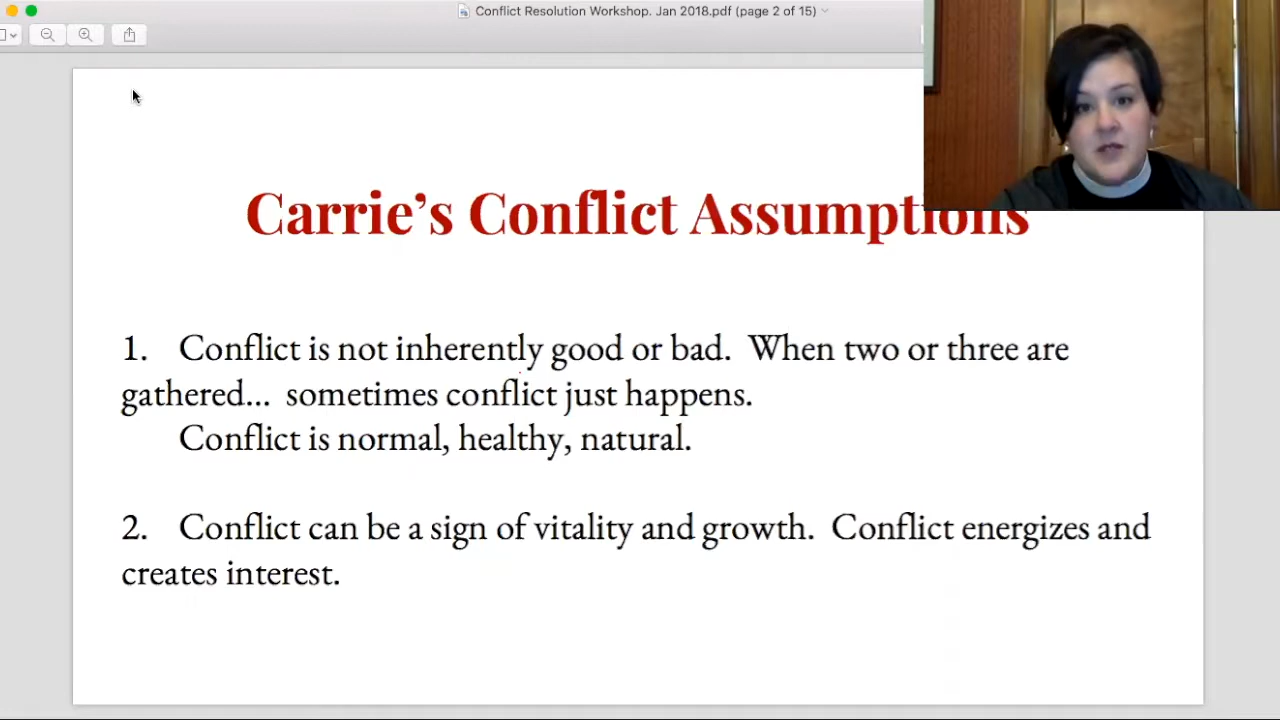 Conflict Resolution Workshop. Jan 2018.pdf (page 2 of 15)
Carrie's Conflict Assumptions
1. Conflict is not inherently good or bad. When two or three are
gathered... sometimes conflict just happens.
Conflict is normal, healthy, natural.
2. Conflict can be a sign of vitality and growth. Conflict energizes and
creates interest.